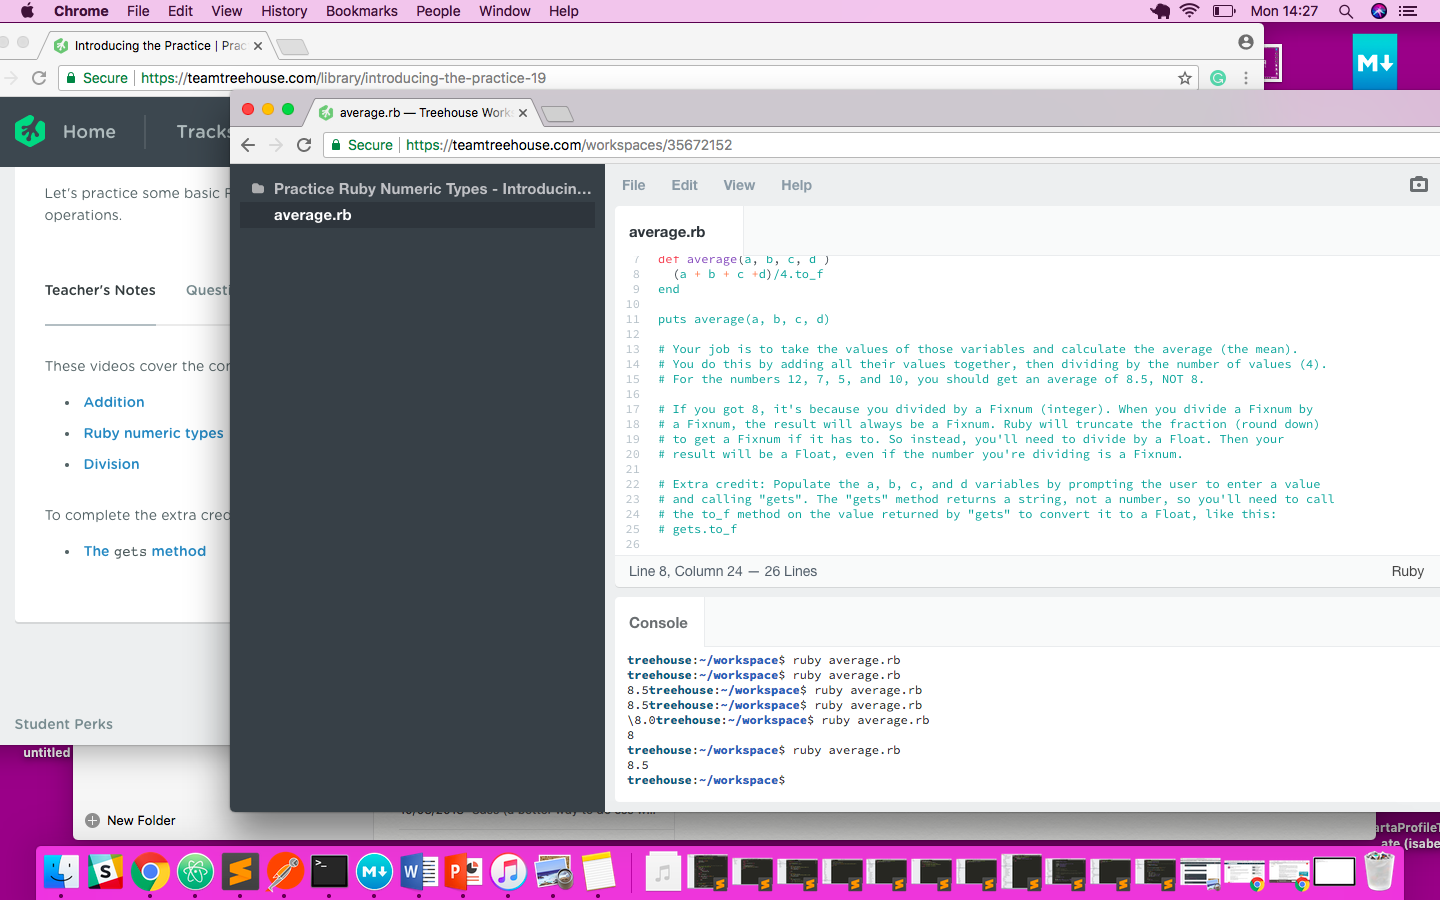 Chrome File Edit View History Bookmarks People Window Help Mon 14:27
Introducing the Practice | Prac
Secure https://teamtreehouse.com/library/introducing-the-practice-19
M
Home Tracks
Let's practice some basic R
operations.
Teacher's Notes Questi
These videos cover the con
• Addition
• Ruby numeric types
• Division
To complete the extra cred
• The gets method
Student Perks
untitled
New Folder
average.rb — Treehouse Work
Secure https://teamtreehouse.com/workspaces/35672152
Practice Ruby Numeric Types - Introducin...
average.rb
File Edit View Help
average.rb
7 def average(a, b, c, d )
8 (a + b + c +d)/4.to_f
9 end
10
11 puts average(a, b, c, d)
12
13 # Your job is to take the values of those variables and calculate the average (the mean).
14 # You do this by adding all their values together, then dividing by the number of values (4).
15 # For the numbers 12, 7, 5, and 10, you should get an average of 8.5, NOT 8.
16
17 # If you got 8, it's because you divided by a Fixnum (integer). When you divide a Fixnum by
18 # a Fixnum, the result will always be a Fixnum. Ruby will truncate the fraction (round down)
19 # to get a Fixnum if it has to. So instead, you'll need to divide by a Float. Then your
20 # result will be a Float, even if the number you're dividing is a Fixnum.
21
22 # Extra credit: Populate the a, b, c, and d variables by prompting the user to enter a value
23 # and calling "gets". The "gets" method returns a string, not a number, so you'll need to call
24 # the to_f method on the value returned by "gets" to convert it to a Float, like this:
25 # gets.to_f
26
Line 8, Column 24 — 26 Lines Ruby
Console
treehouse:~/workspace$ ruby average.rb
treehouse:~/workspace$ ruby average.rb
8.5treehouse:~/workspace$ ruby average.rb
8.5treehouse:~/workspace$ ruby average.rb
\8.0treehouse:~/workspace$ ruby average.rb
8
treehouse:~/workspace$ ruby average.rb
8.5
treehouse:~/workspace$
artaProfileT
ate (isabe